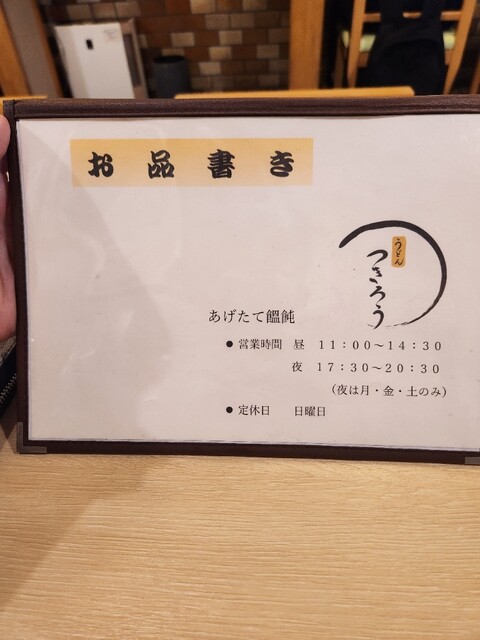 お品書き
うどん
つきろう
あげたて饂飩
● 営業時間 昼 11:00～14:30
夜 17:30～20:30
(夜は月・金・土のみ)
● 定休日 日曜日